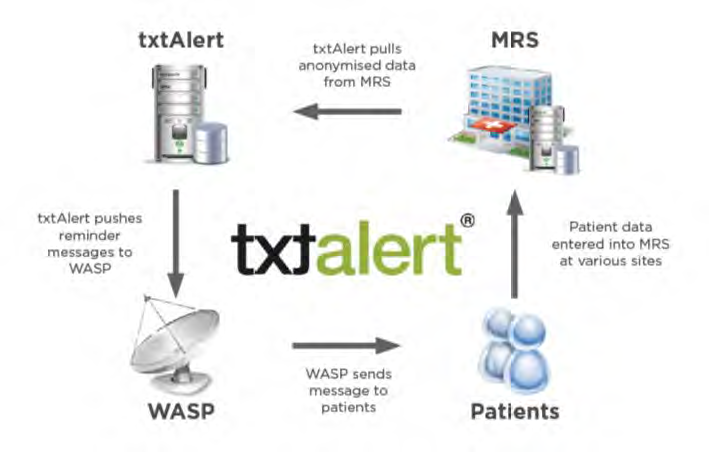 txtAlert
txtAlert pulls
anonymised data
from MRS
MRS
txtAlert pushes
reminder
messages to
WASP
txtalert®
Patient data
entered into MRS
at various sites
WASP
WASP sends
message to
patients
Patients